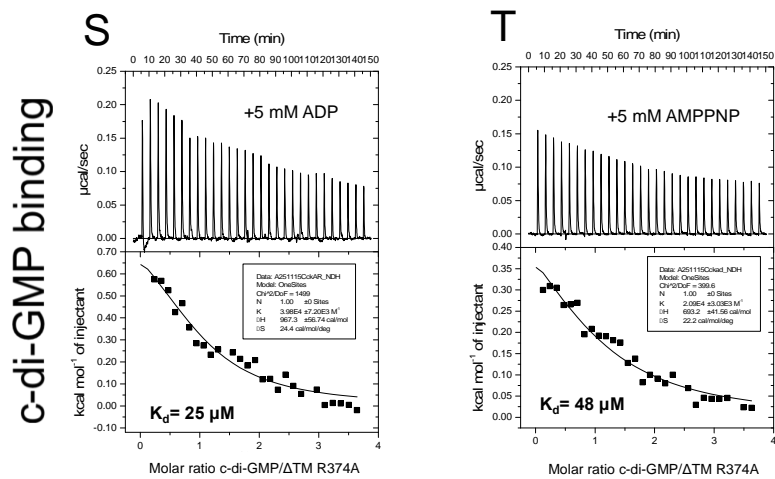 c-di-GMP binding
S
Time (min)
0 10 20 30 40 50 60 70 80 90 100 110 120 130 140 150
0.25
0.20
0.15
0.10
0.05
0.00
µcal/sec
+5 mM ADP
0.70
0.60
0.50
0.40
0.30
0.20
0.10
0.00
-0.10
kcal mol-1 of injectant
Data: A251115CckAR_NDH
Model: OneSites
Chi^2/DoF = 1499
N 1.00 ±0 Sites
K 3.98E4 ±7.20E3 M-1
▯H 967.3 ±56.74 cal/mol
▯S 24.4 cal/mol/deg
Kd= 25 µM
0 1 2 3 4
Molar ratio c-di-GMP/ΔTM R374A
T
Time (min)
0 10 20 30 40 50 60 70 80 90 100 110 120 130 140 150
0.25
0.20
0.15
0.10
0.05
0.00
µcal/sec
+5 mM AMPPNP
0.40
0.35
0.30
0.25
0.20
0.15
0.10
0.05
0.00
kcal mol-1 of injectant
Data: A251115Cckad_NDH
Model: OneSites
Chi^2/DoF = 399.6
N 1.00 ±0 Sites
K 2.09E4 ±3.03E3 M-1
▯H 693.2 ±41.56 cal/mol
▯S 22.2 cal/mol/deg
Kd= 48 µM
0 1 2 3 4
Molar ratio c-di-GMP/ΔTM R374A